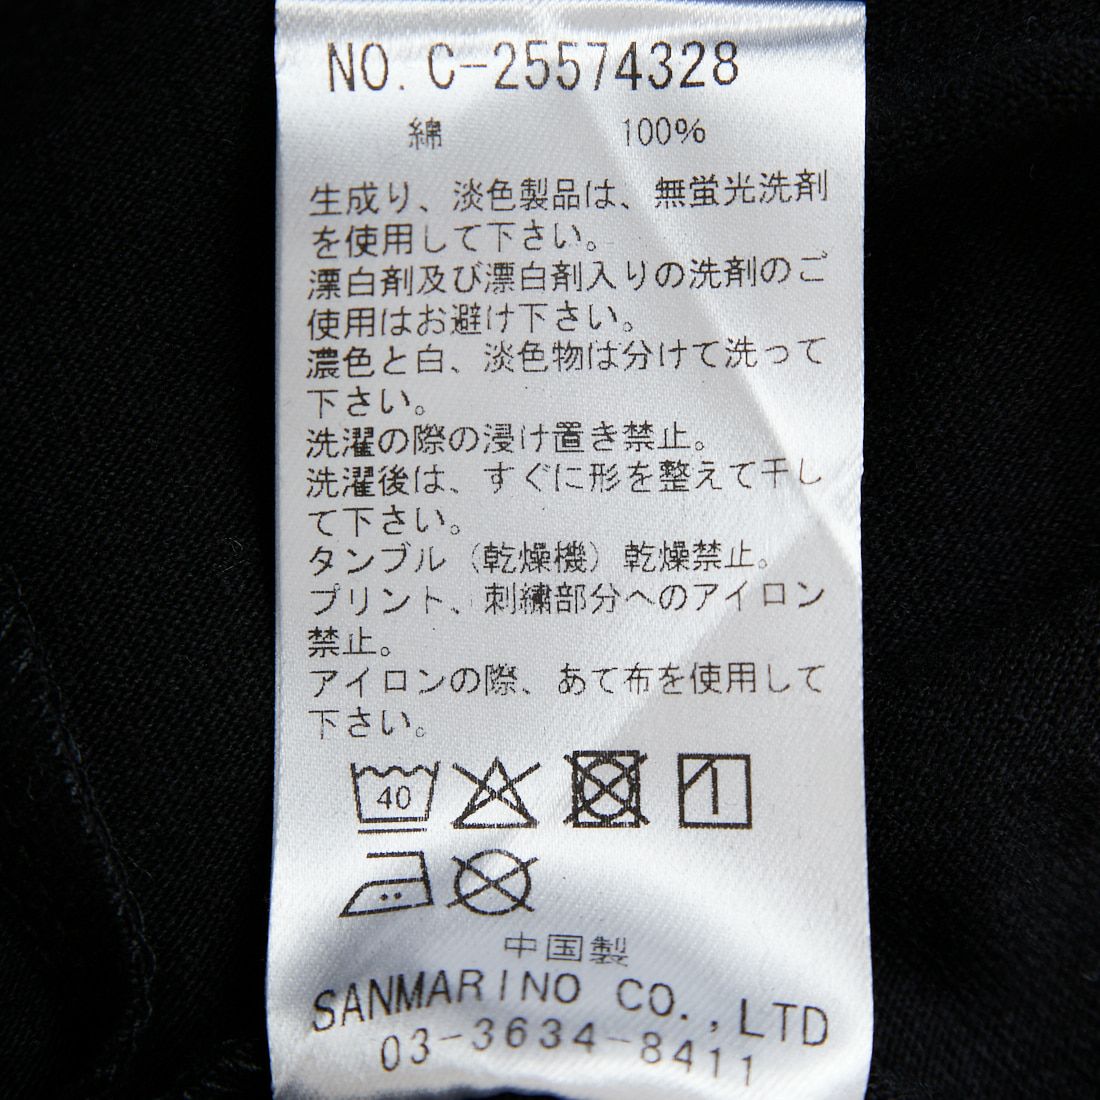 NO. C-25574328
綿 100%
生成り、淡色製品は、無蛍光洗剤
を使用して下さい。
漂白剤及び漂白剤入りの洗剤のご
使用はお避け下さい。
濃色と白、淡色物は分けて洗って
下さい。
洗濯の際の浸け置き禁止。
洗濯後は、すぐに形を整えて干し
て下さい。
タンブル（乾燥機）乾燥禁止。
プリント、刺繍部分へのアイロン
禁止。
アイロンの際、あて布を使用して
下さい。
40
中国製
SANMARINO CO.,LTD
03-3634-8411